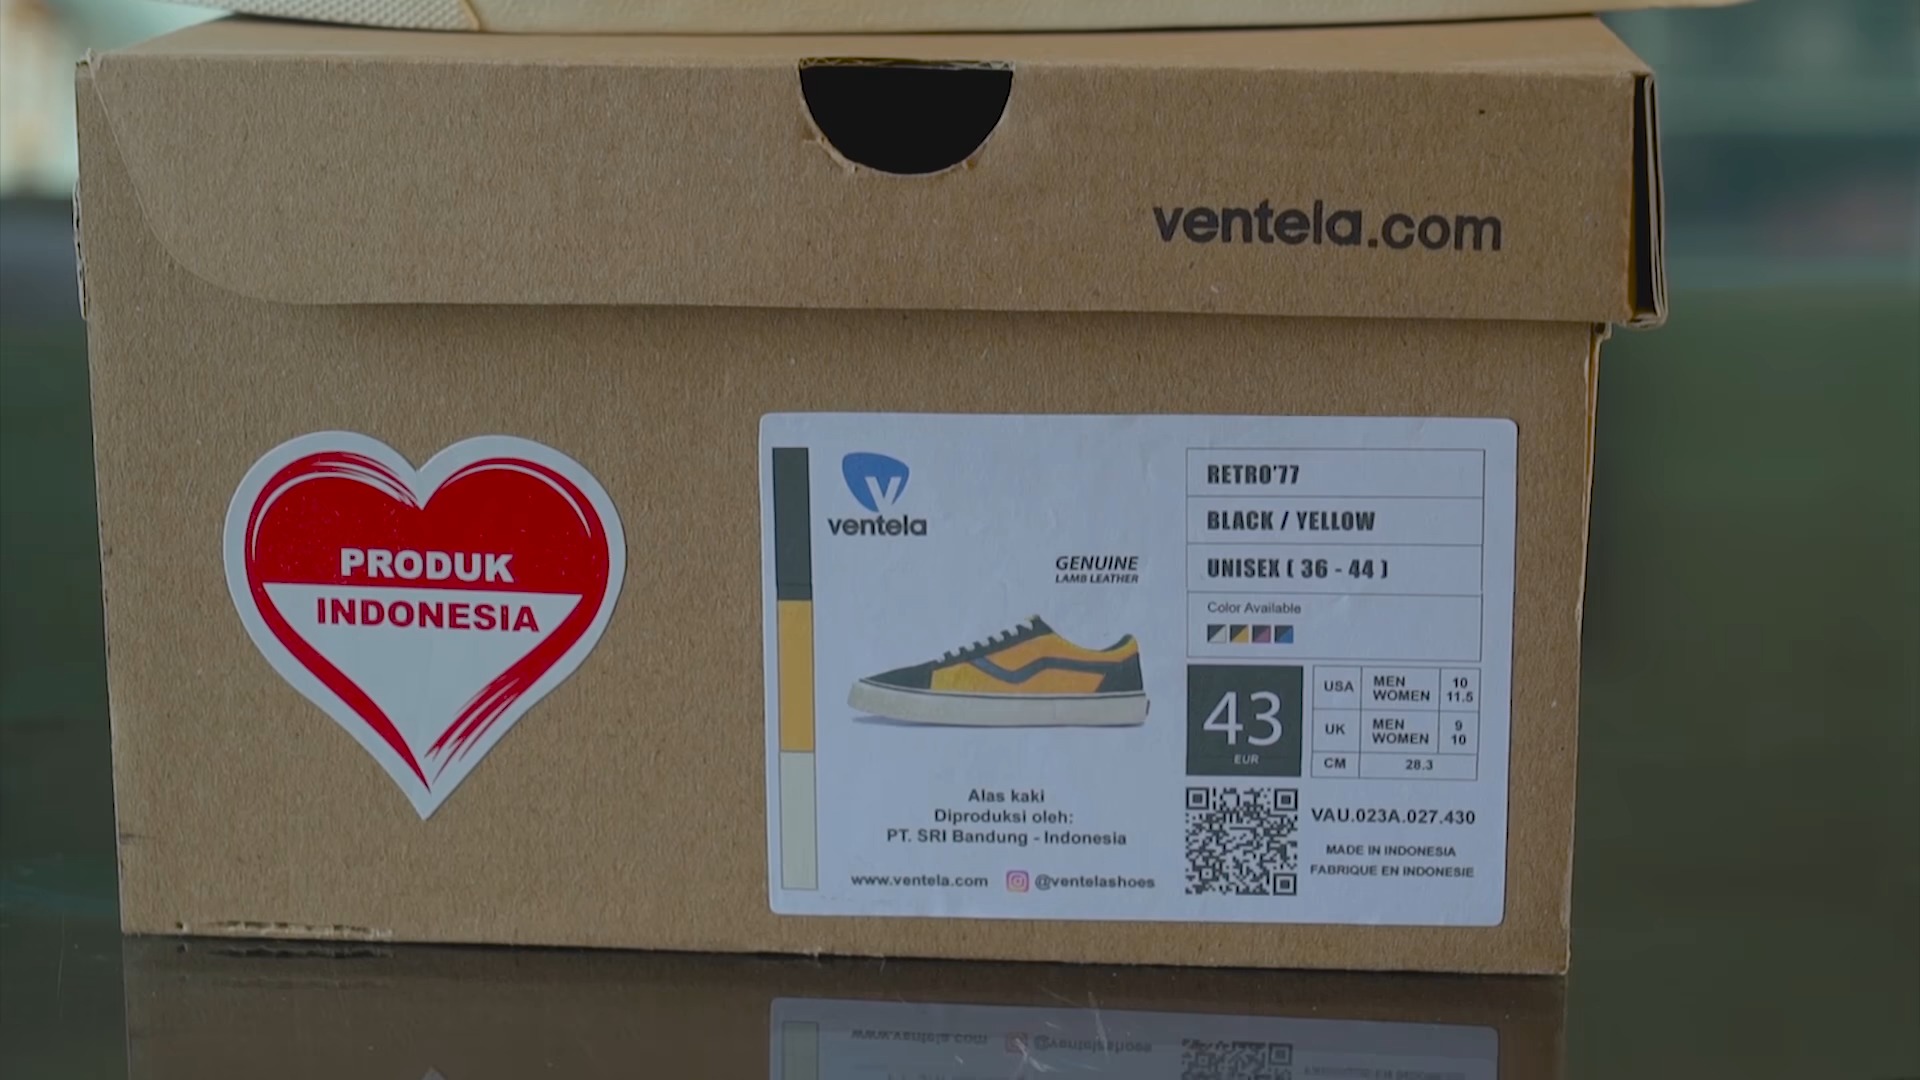 ventela.com
PRODUK
INDONESIA
ventela
GENUINE
LAMB LEATHER
Alas kaki
Diproduksi oleh:
PT. SRI Bandung - Indonesia
www.ventela.com @ventelashoes
RETRO'77
BLACK / YELLOW
UNISEX ( 36 - 44 )
Color Available
43
EUR
USA MEN 10
WOMEN 11.5
UK MEN 9
WOMEN 10
CM 28.3
VAU.023A.027.430
MADE IN INDONESIA
FABRIQUE EN INDONESIE